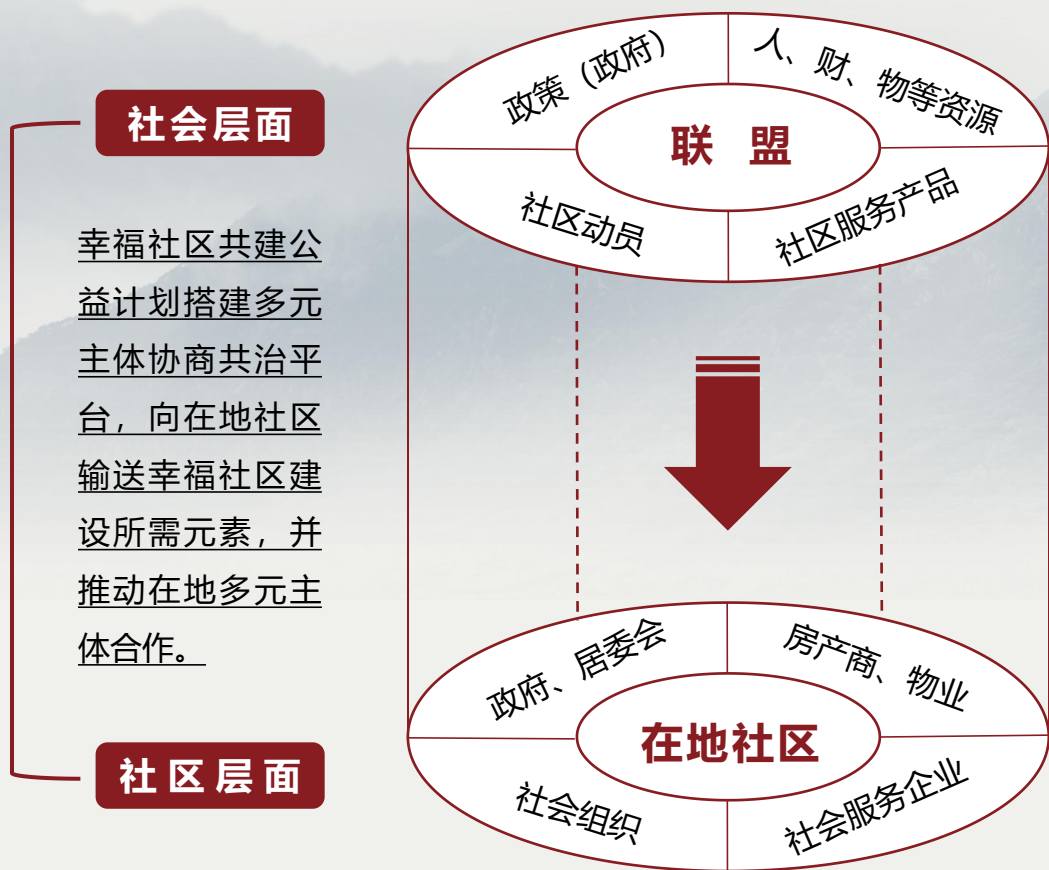 社会层面
幸福社区共建公
益计划搭建多元
主体协商共治平
台，向在地社区
输送幸福社区建
设所需元素，并
推动在地多元主
体合作。
社区层面
政策（政府）
人、财、物等资源
联 盟
社区动员
社区服务产品
政府、居委会
房产商、物业
在地社区
社会组织
社会服务企业